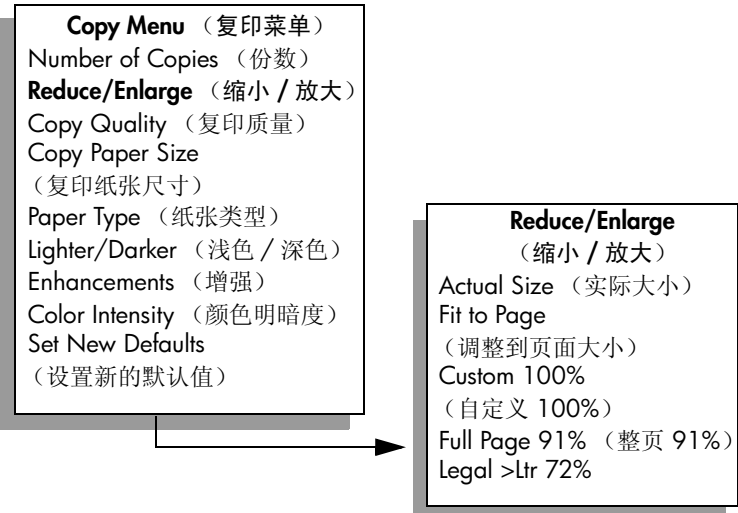 Copy Menu （复印菜单）
Number of Copies （份数）
Reduce/Enlarge （缩小 / 放大）
Copy Quality （复印质量）
Copy Paper Size
（复印纸张尺寸）
Paper Type （纸张类型）
Lighter/Darker （浅色 / 深色）
Enhancements （增强）
Color Intensity （颜色明暗度）
Set New Defaults
（设置新的默认值）
Reduce/Enlarge
（缩小 / 放大）
Actual Size （实际大小）
Fit to Page
（调整到页面大小）
Custom 100%
（自定义 100%）
Full Page 91% （整页 91%）
Legal >Ltr 72%